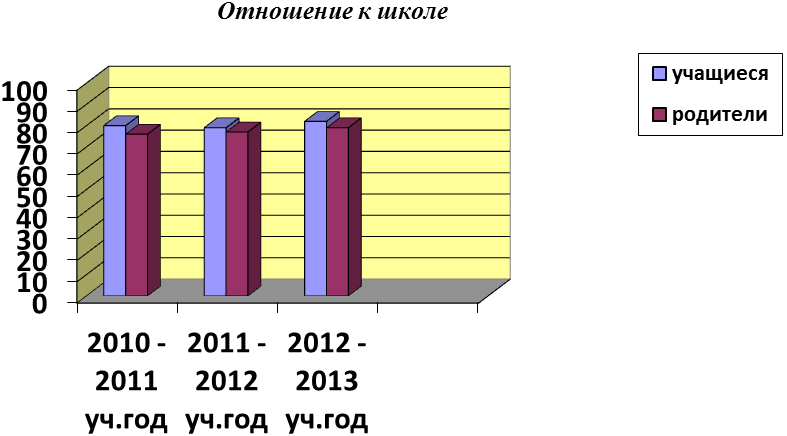 Отношение к школе
учащиеся
родители
100
90
80
70
60
50
40
30
20
10
0
2010 -
2011
уч.год
2011 -
2012
уч.год
2012 -
2013
уч.год